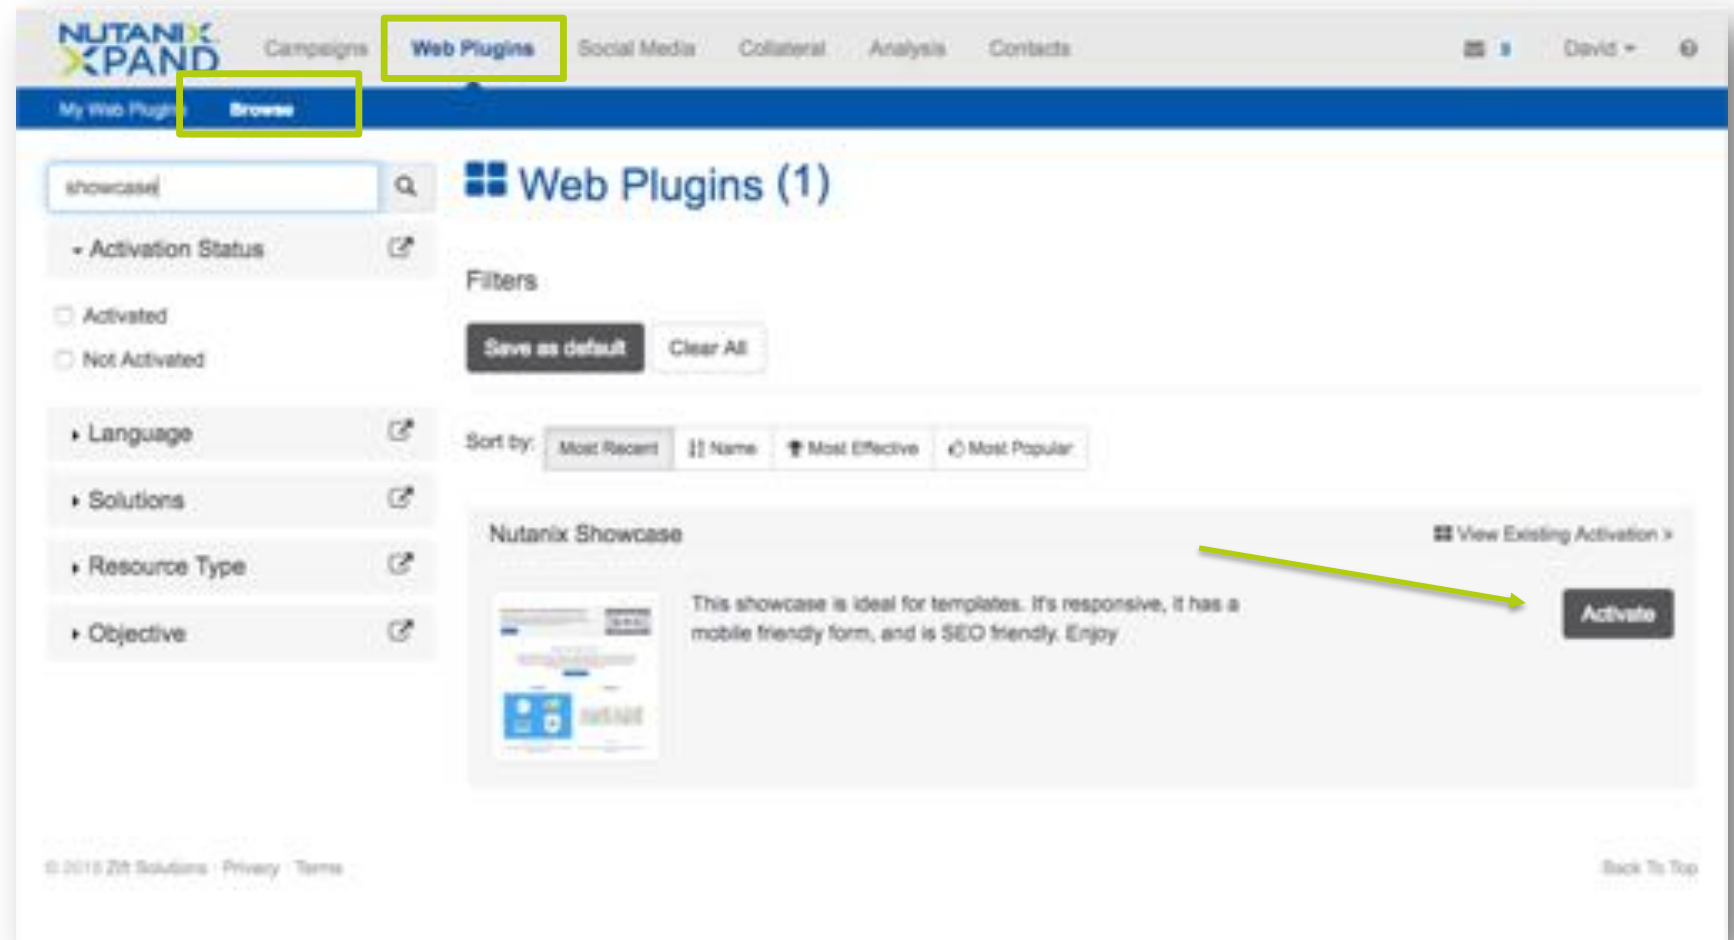 NUTANIX
XPAND
Campaigns Web Plugins Social Media Collateral Analysis Contacts David
My Web Plugins Browse
showcase
Web Plugins (1)
Activation Status
Filters
Activated
Save as default Clear All
Not Activated
Language
Sort by: Most Recent Name Most Effective Most Popular
Solutions
Nutanix Showcase View Existing Activation »
Resource Type
This showcase is ideal for templates. It's responsive, it has a
mobile friendly form, and is SEO friendly. Enjoy
Activate
Objective
© Zift Solutions · Privacy · Terms Back To Top